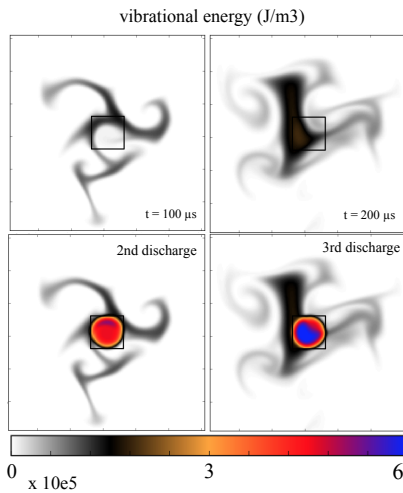 vibrational energy (J/m3)
t = 100 µs
t = 200 µs
2nd discharge
3rd discharge
0 3 6
x 10e5